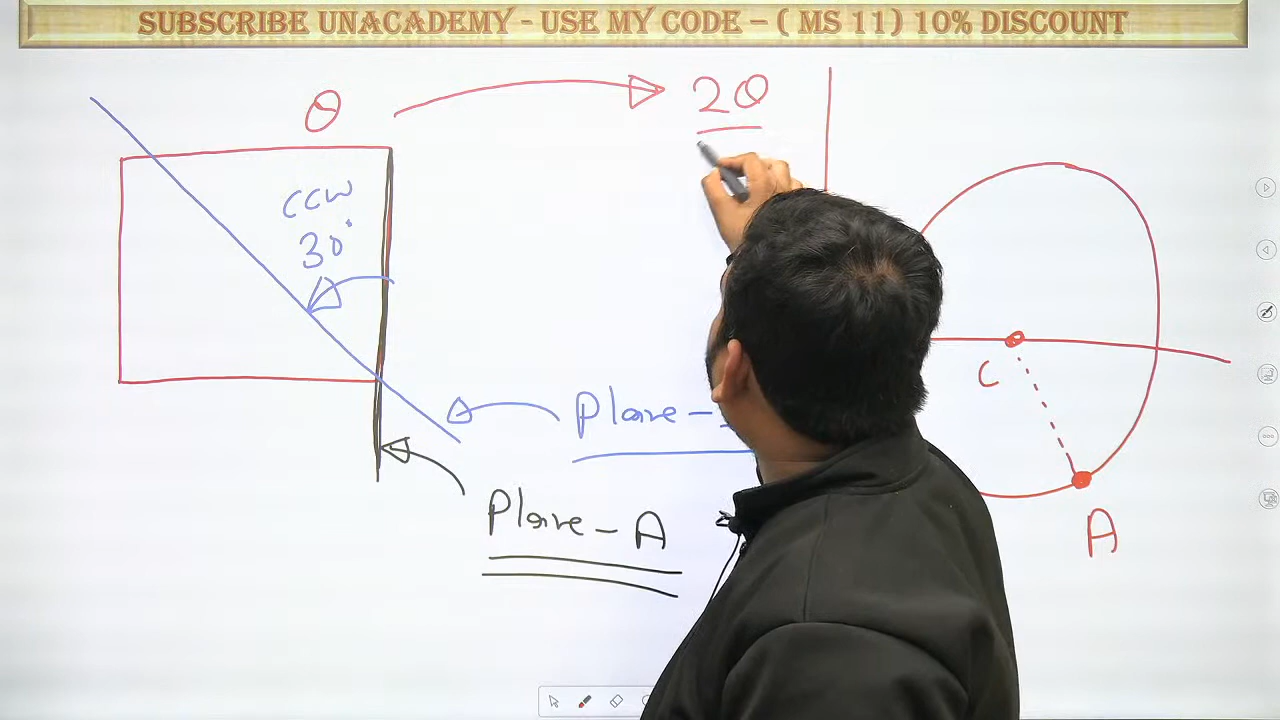 SUBSCRIBE UNACADEMY - USE MY CODE – ( MS 11) 10% DISCOUNT
θ
2θ
CCW
30°
C
Plane -
Plane - A
A